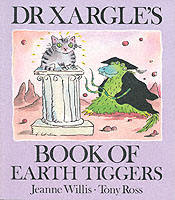 DR XARGLE'S
BOOK OF
EARTH TIGGERS
Jeanne Willis · Tony Ross